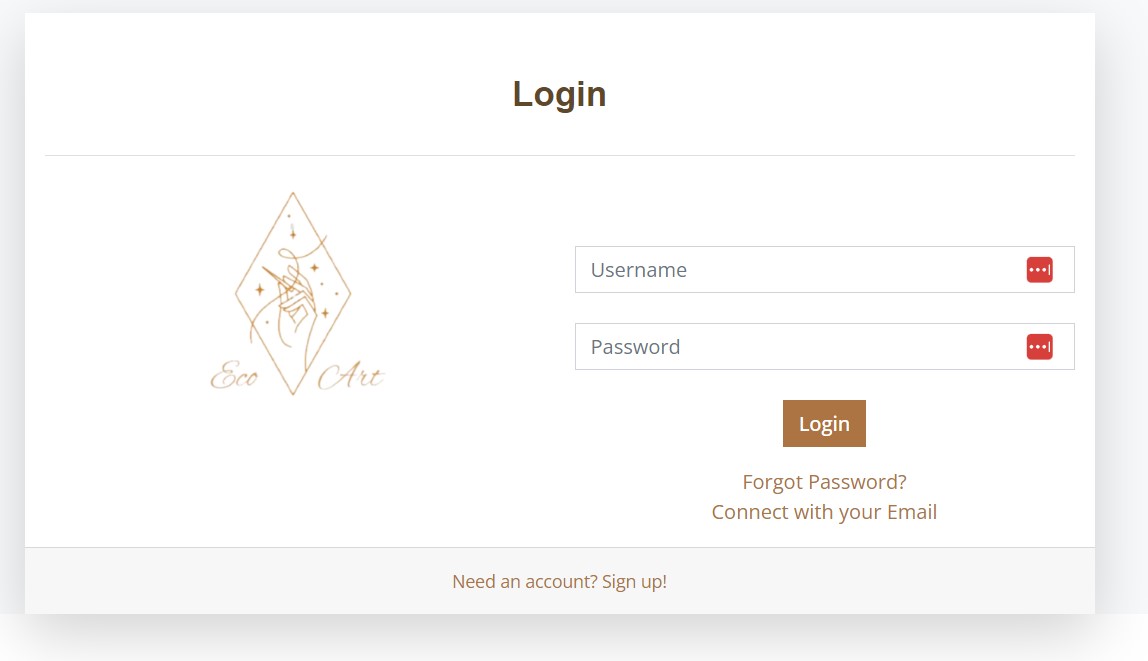 Login
Eco Art
Username
Password
Login
Forgot Password?
Connect with your Email
Need an account? Sign up!